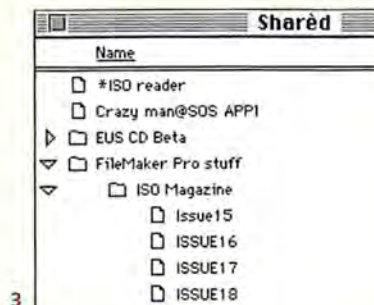 Sharèd
Name
*ISO reader
Crazy man@SOS APP1
EUS CD Beta
FileMaker Pro stuff
ISO Magazine
Issue15
ISSUE16
ISSUE17
ISSUE18
3